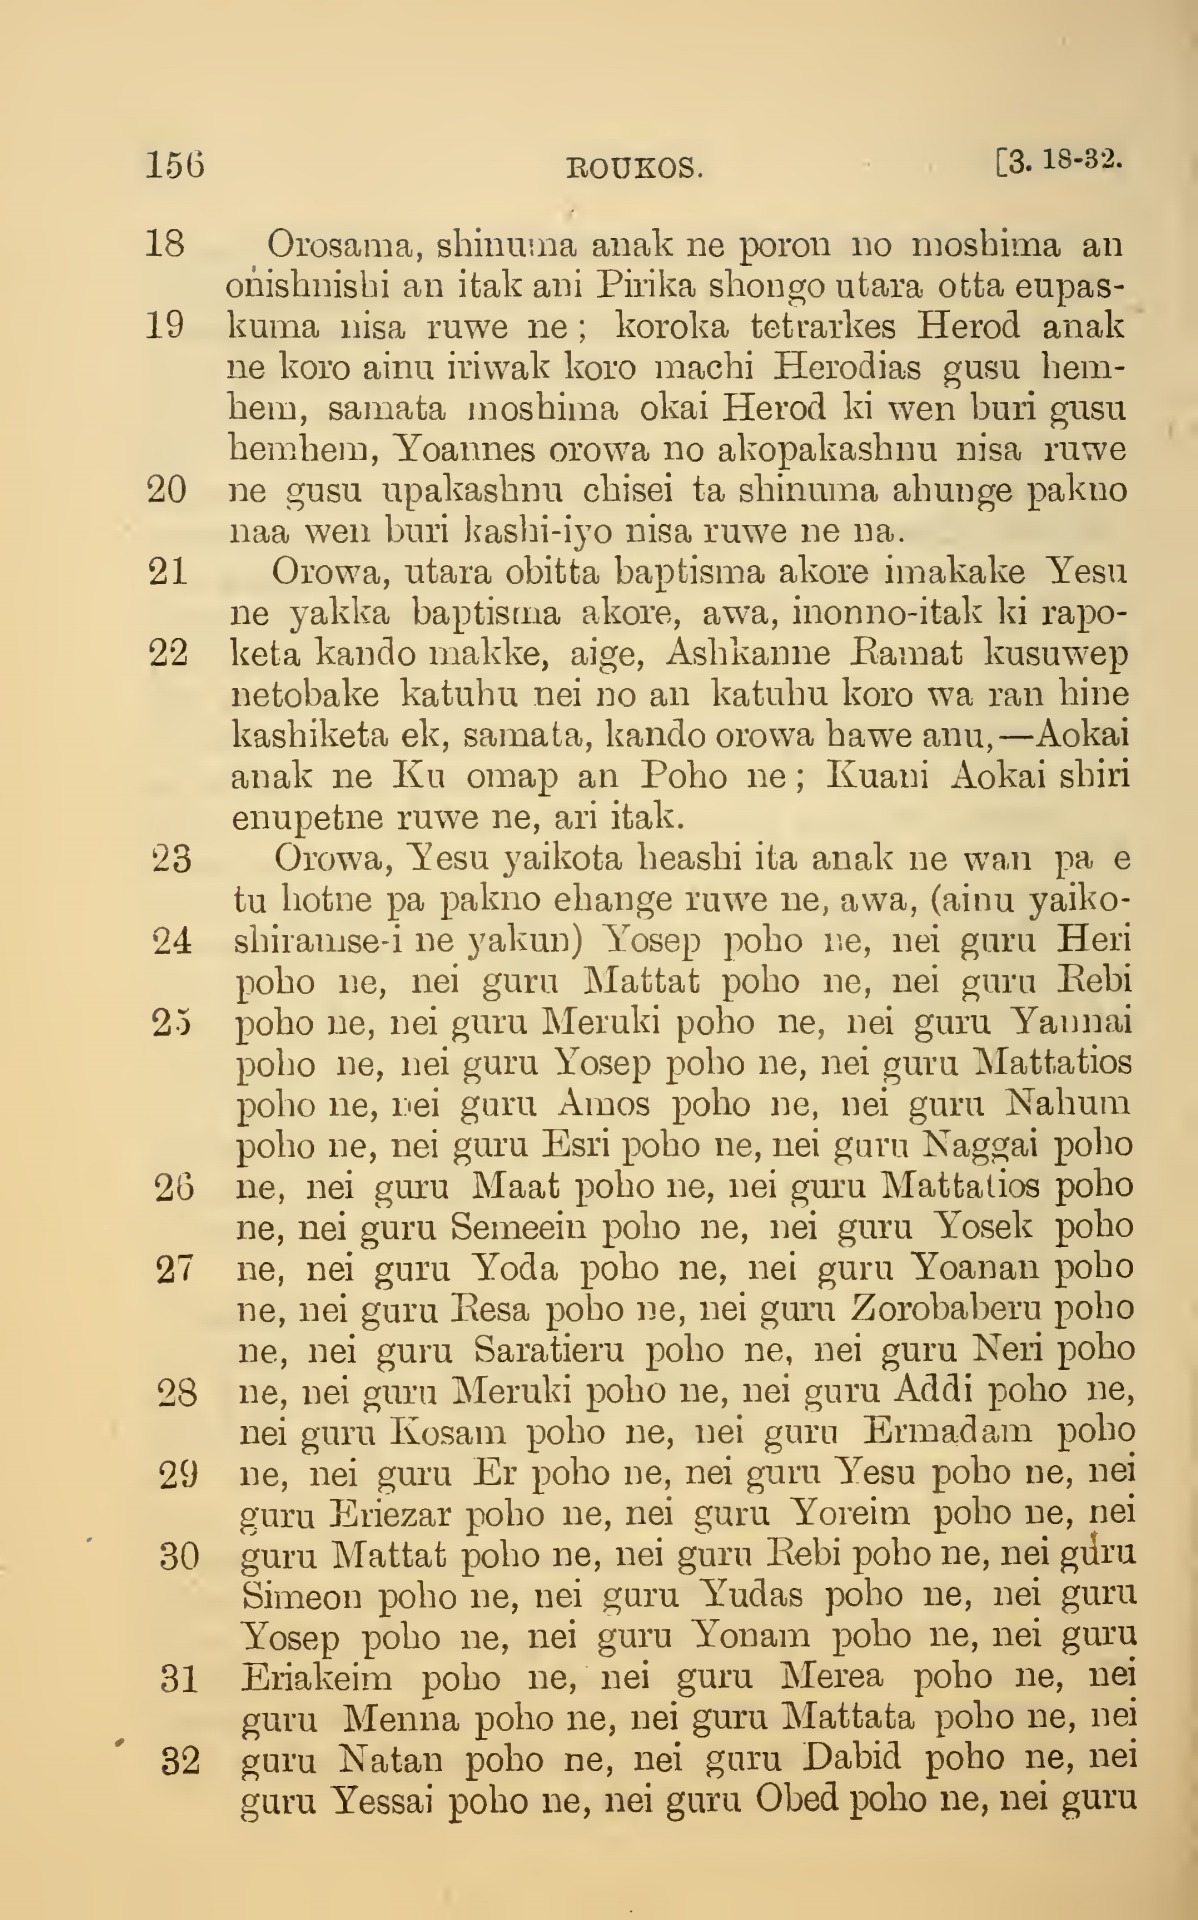 156 ROUKOS. [3. 18-32.
18 Orosama, shinuma anak ne poron no moshima an
onishnishi an itak ani Pirika shongo utara otta eupas-
19 kuma nisa ruwe ne ; koroka tetrarkes Herod anak
ne koro ainu iriwak koro machi Herodias gusu hem-
hem, samata moshima okai Herod ki wen buri gusu
hemhem, Yoannes orowa no akopakashnu nisa ruwe
20 ne gusu upakashnu chisei ta shinuma ahunge pakno
naa wen buri kashi-iyo nisa ruwe ne na.
21 Orowa, utara obitta baptisma akore imakake Yesu
ne yakka baptisma akore, awa, inonno-itak ki rapo-
22 keta kando makke, aige, Ashkanne Ramat kusuwep
netobake katuhu nei no an katuhu koro wa ran hine
kashiketa ek, samata, kando orowa hawe anu,—Aokai
anak ne Ku omap an Poho ne ; Kuani Aokai shiri
enupetne ruwe ne, ari itak.
23 Orowa, Yesu yaikota heashi ita anak ne wan pa e
tu hotne pa pakno ehange ruwe ne, awa, (ainu yaiko-
24 shiramse-i ne yakun) Yosep poho ne, nei guru Heri
poho ne, nei guru Mattat poho ne, nei guru Rebi
25 poho ne, nei guru Meruki poho ne, nei guru Yannai
poho ne, nei guru Yosep poho ne, nei guru Mattatios
poho ne, nei guru Amos poho ne, nei guru Nahum
poho ne, nei guru Esri poho ne, nei guru Naggai poho
26 ne, nei guru Maat poho ne, nei guru Mattatios poho
ne, nei guru Semeein poho ne, nei guru Yosek poho
27 ne, nei guru Yoda poho ne, nei guru Yoanan poho
ne, nei guru Resa poho ne, nei guru Zorobaberu poho
ne, nei guru Saratieru poho ne, nei guru Neri poho
28 ne, nei guru Meruki poho ne, nei guru Addi poho ne,
nei guru Kosam poho ne, nei guru Ermadam poho
29 ne, nei guru Er poho ne, nei guru Yesu poho ne, nei
guru Eriezar poho ne, nei guru Yoreim poho ne, nei
30 guru Mattat poho ne, nei guru Rebi poho ne, nei guru
Simeon poho ne, nei guru Yudas poho ne, nei guru
Yosep poho ne, nei guru Yonam poho ne, nei guru
31 Eriakeim poho ne, nei guru Merea poho ne, nei
guru Menna poho ne, nei guru Mattata poho ne, nei
32 guru Natan poho ne, nei guru Dabid poho ne, nei
guru Yessai poho ne, nei guru Obed poho ne, nei guru